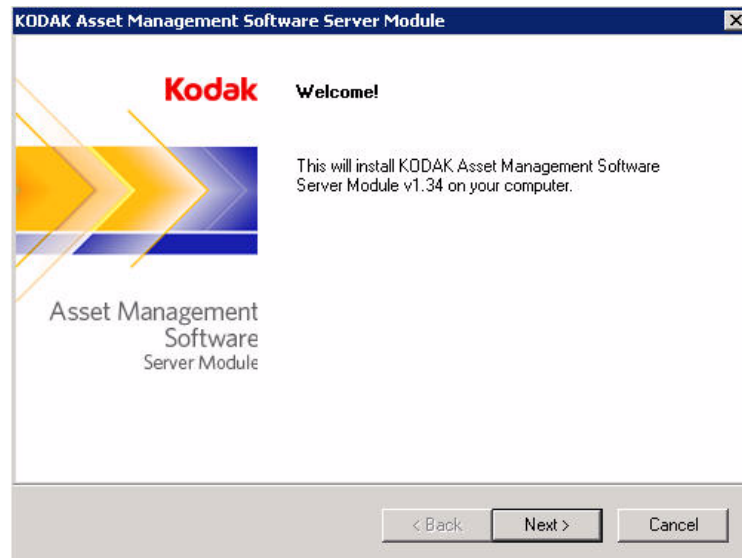 KODAK Asset Management Software Server Module
Kodak
Welcome!
This will install KODAK Asset Management Software
Server Module v1.34 on your computer.
Asset Management
Software
Server Module
< Back
Next >
Cancel